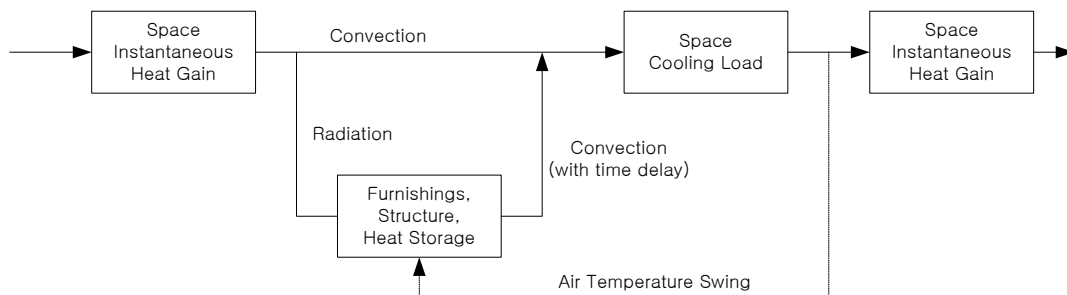 Space
Instantaneous
Heat Gain
Convection
Space
Cooling Load
Space
Instantaneous
Heat Gain
Radiation
Convection
(with time delay)
Furnishings,
Structure,
Heat Storage
Air Temperature Swing